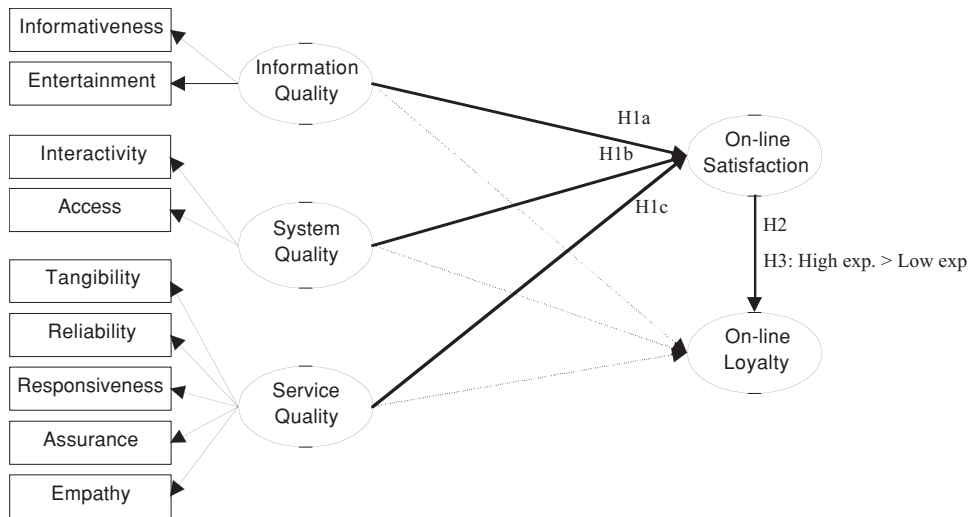 Informativeness
Entertainment
Interactivity
Access
Tangibility
Reliability
Responsiveness
Assurance
Empathy
Information
Quality
System
Quality
Service
Quality
H1a
H1b
H1c
On-line
Satisfaction
H2
H3: High exp. > Low exp
On-line
Loyalty